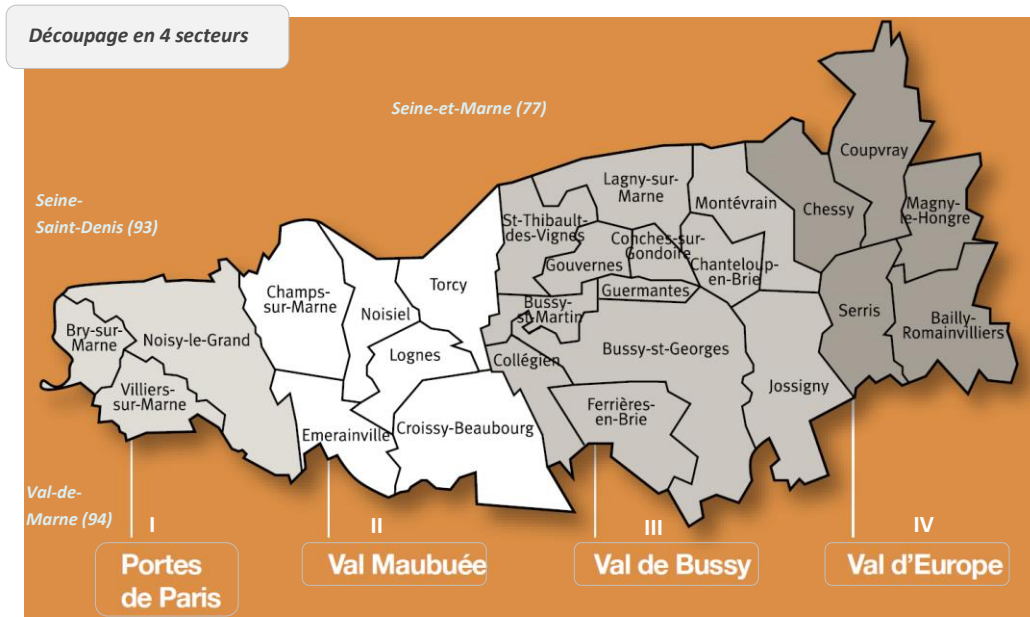 Découpage en 4 secteurs
Seine-et-Marne (77)
Seine-
Saint-Denis (93)
Val-de-
Marne (94)
Bry-sur-
Marne
Noisy-le-Grand
Villiers-
sur-Marne
Champs-
sur-Marne
Noisiel
Torcy
Lognes
Emerainville
Croissy-Beaubourg
St-Thibault
des-Vignes
Lagny-sur-
Marne
Gouvernes
Conches-sur-
Gondoire
Guermantes
Bussy-
st-Martin
Collégien
Bussy-st-Georges
Ferrières-
en-Brie
Montévrain
Chanteloup-
en-Brie
Jossigny
Chessy
Coupvray
Magny-
le-Hongre
Serris
Bailly-
Romainvilliers
I
Portes
de Paris
II
Val Maubuée
III
Val de Bussy
IV
Val d'Europe